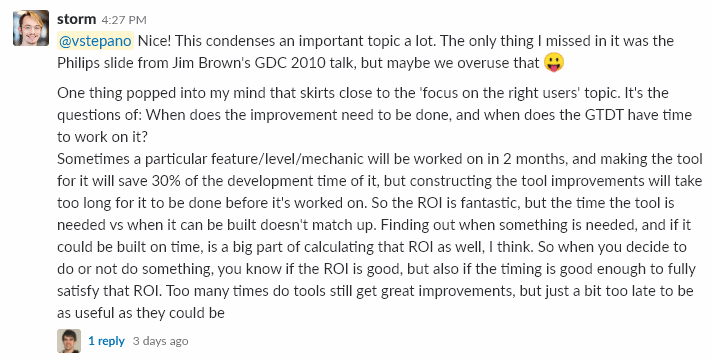 storm 4:27 PM
@vstepano Nice! This condenses an important topic a lot. The only thing I missed in it was the
Philips slide from Jim Brown's GDC 2010 talk, but maybe we overuse that 😛
One thing popped into my mind that skirts close to the 'focus on the right users' topic. It's the
questions of: When does the improvement need to be done, and when does the GTDT have time
to work on it?
Sometimes a particular feature/level/mechanic will be worked on in 2 months, and making the tool
for it will save 30% of the development time of it, but constructing the tool improvements will take
too long for it to be done before it's worked on. So the ROI is fantastic, but the time the tool is
needed vs when it can be built doesn't match up. Finding out when something is needed, and if it
could be built on time, is a big part of calculating that ROI as well, I think. So when you decide to
do or not do something, you know if the ROI is good, but also if the timing is good enough to fully
satisfy that ROI. Too many times do tools still get great improvements, but just a bit too late to be
as useful as they could be
1 reply 3 days ago